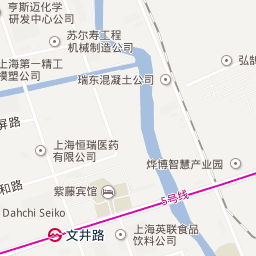 亨斯迈化学
研发中心公司
苏尔寿工程
机械制造公司
上海第一精工
模塑公司
瑞东混凝土公司
弘凯
屏路
上海恒瑞医药
有限公司
烨博智慧产业园
和路
紫藤宾馆
5号线
Dahchi Seiko
文井路
上海英联食品
饮料公司